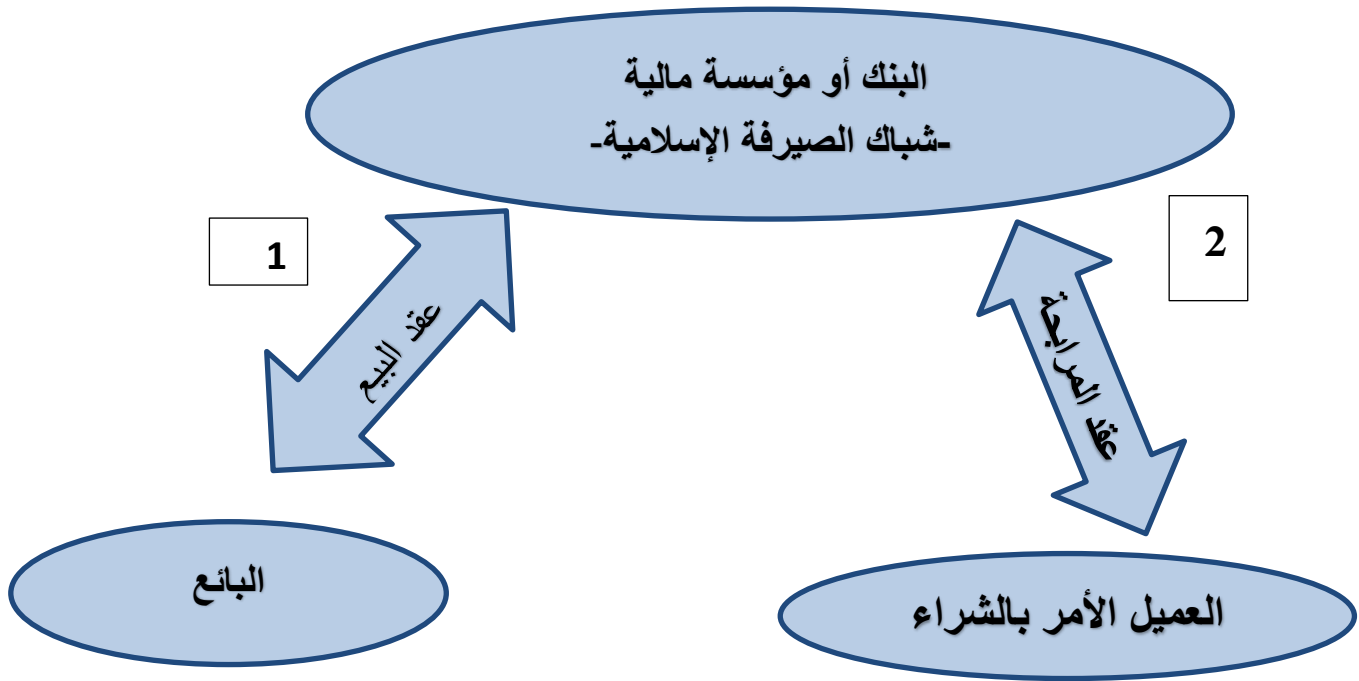 البنك أو مؤسسة مالية
-شباك الصيرفة الإسلامية-
1
2
عقد البيع
عقد المرابحة
البائع
العميل الأمر بالشراء